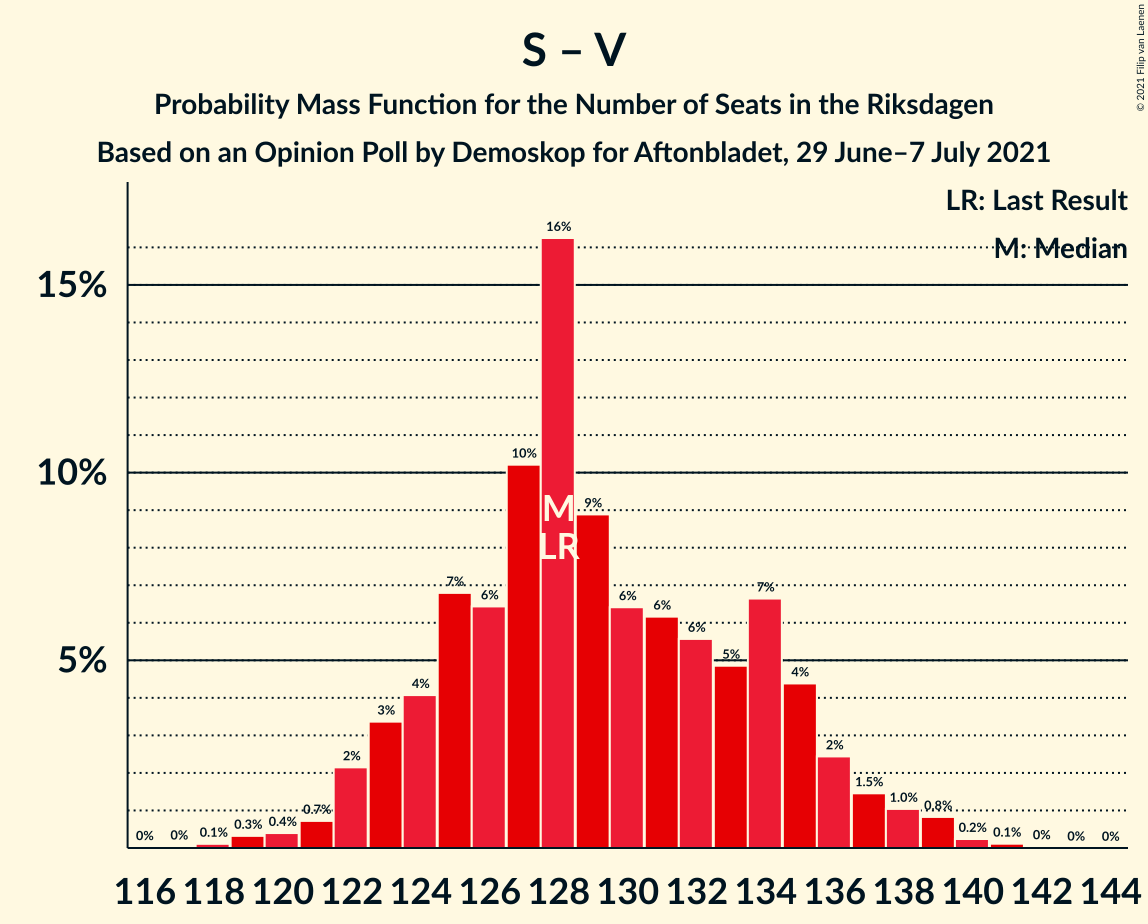 © 2021 Filip van Laenen
S – V
Probability Mass Function for the Number of Seats in the Riksdagen
Based on an Opinion Poll by Demoskop for Aftonbladet, 29 June–7 July 2021
LR: Last Result
M: Median
15%
10%
5%
0% 0% 0.1% 0.3% 0.4% 0.7% 2% 3% 4% 7% 6% 10% 16% 9% 6% 6% 6% 5% 7% 4% 2% 1.5% 1.0% 0.8% 0.2% 0.1% 0% 0% 0%
M
LR
116 118 120 122 124 126 128 130 132 134 136 138 140 142 144